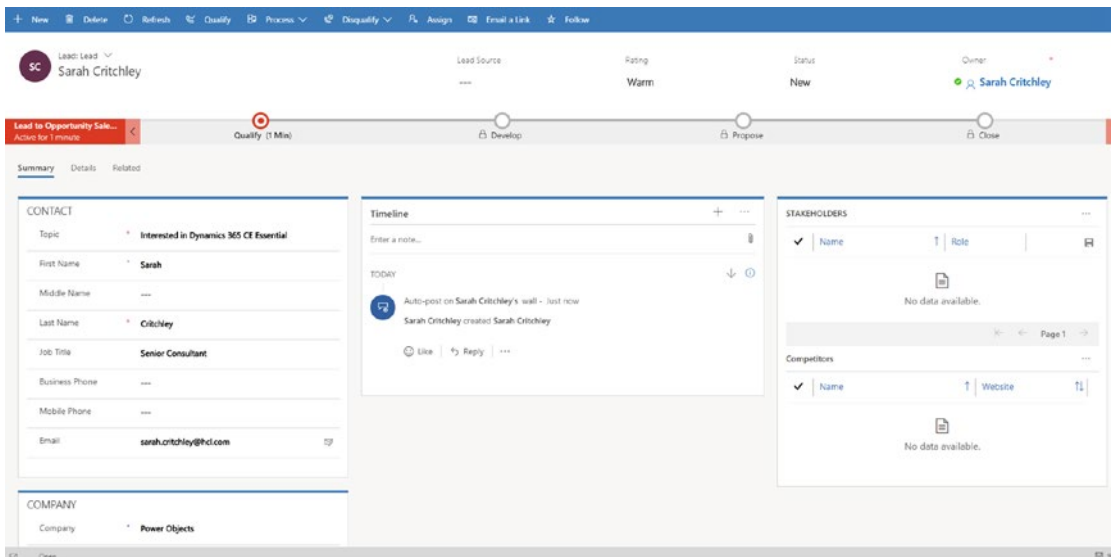 New Delete Refresh Qualify Process Disqualify Assign Email a Link Follow
SC
Lead: Lead
Sarah Critchley
Lead Source
---
Rating
Warm
Status
New
Owner *
Sarah Critchley
Lead to Opportunity Sale...
Active for 1 minute
Qualify (1 Min)
Develop
Propose
Close
Summary Details Related
CONTACT
Topic * Interested in Dynamics 365 CE Essential
First Name * Sarah
Middle Name ---
Last Name * Critchley
Job Title Senior Consultant
Business Phone ---
Mobile Phone ---
Email sarah.critchley@hcl.com
COMPANY
Company * Power Objects
Timeline
Enter a note...
TODAY
Auto-post on Sarah Critchley's wall - Just now
Sarah Critchley created Sarah Critchley
Like Reply ...
STAKEHOLDERS
Name Role
No data available.
Page 1
Competitors
Name Website
No data available.
Open